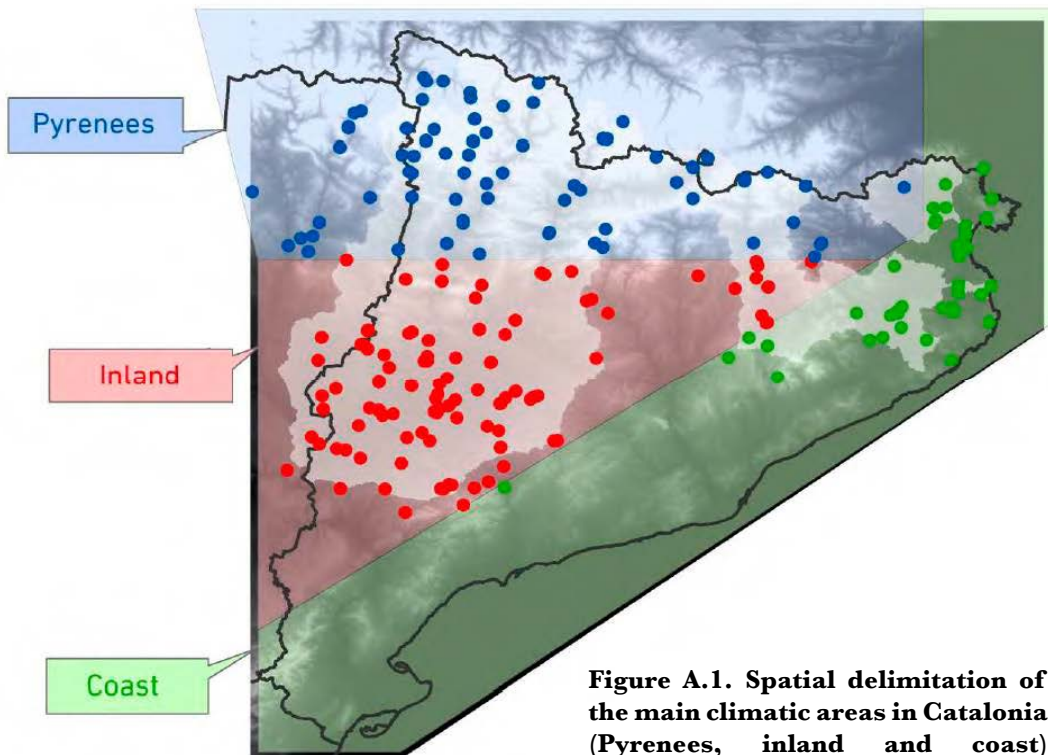 Pyrenees
Inland
Coast
Figure A.1. Spatial delimitation of
the main climatic areas in Catalonia
(Pyrenees, inland and coast)